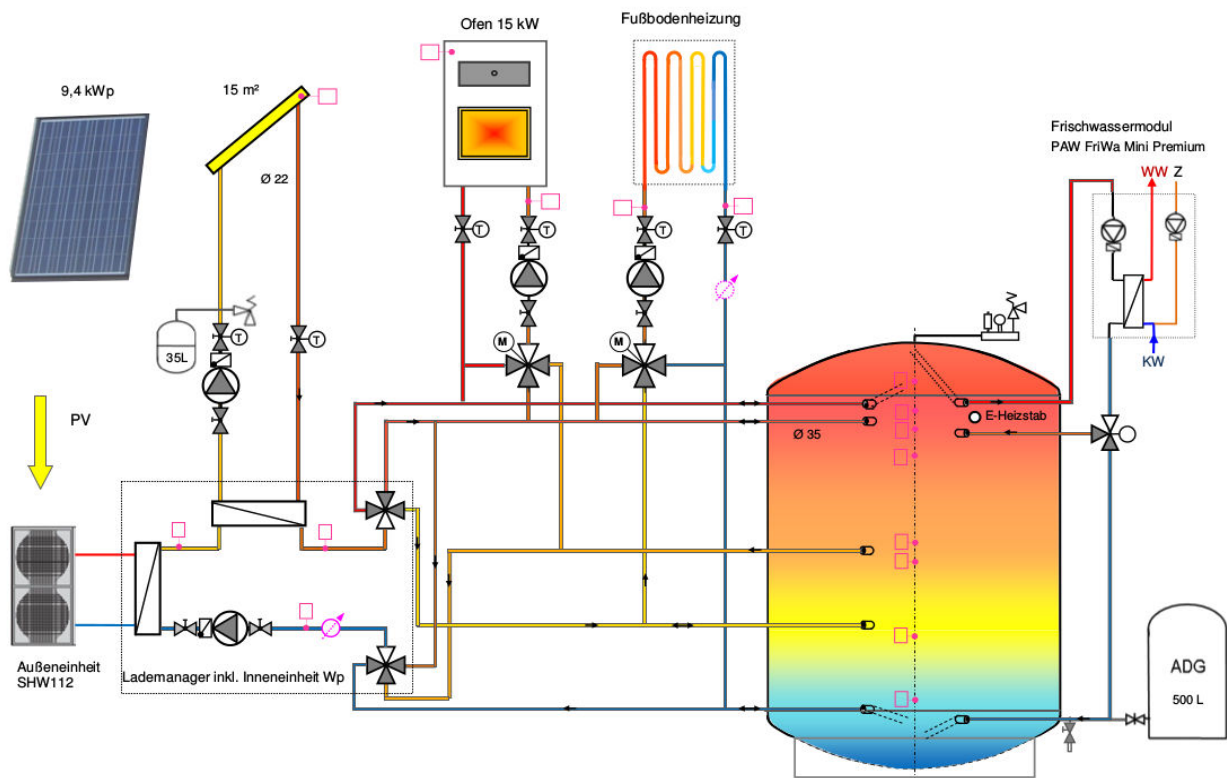 Ofen 15 kW
Fußbodenheizung
9,4 kWp
15 m²
Frischwassermodul
PAW FriWa Mini Premium
WW
Z
Ø 22
T
T
T
T
35L
T
T
M
M
KW
PV
E-Heizstab
Ø 35
Außeneinheit
SHW112
Lademanager inkl. Inneneinheit Wp
ADG
500 L